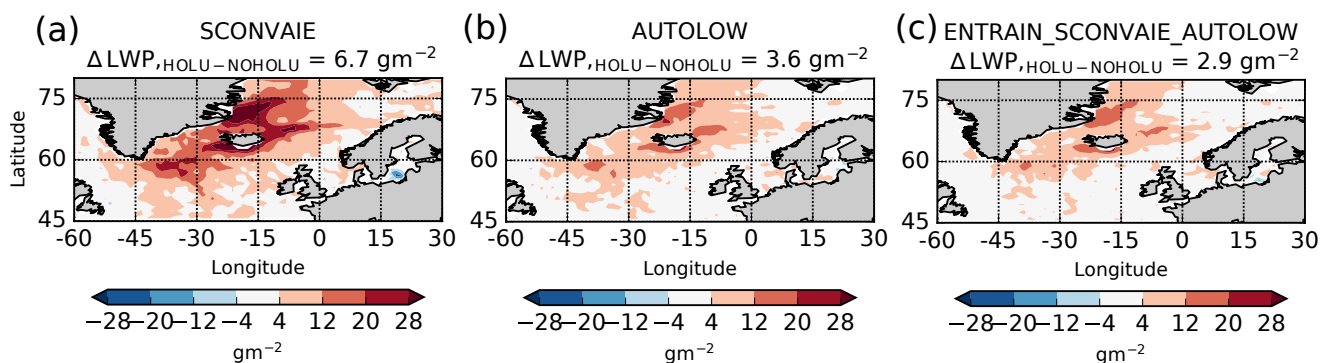 (a) SCONVAIE
Δ LWP,HOLU−NOHOLU = 6.7 gm−2
75
60
45
Latitude
-60 -45 -30 -15 0 15 30
Longitude
−28 −20 −12 −4 4 12 20 28
gm−2
(b) AUTOLOW
Δ LWP,HOLU−NOHOLU = 3.6 gm−2
75
60
45
-60 -45 -30 -15 0 15 30
Longitude
−28 −20 −12 −4 4 12 20 28
gm−2
(c) ENTRAIN_SCONVAIE_AUTOLOW
Δ LWP,HOLU−NOHOLU = 2.9 gm−2
75
60
45
-60 -45 -30 -15 0 15 30
Longitude
−28 −20 −12 −4 4 12 20 28
gm−2